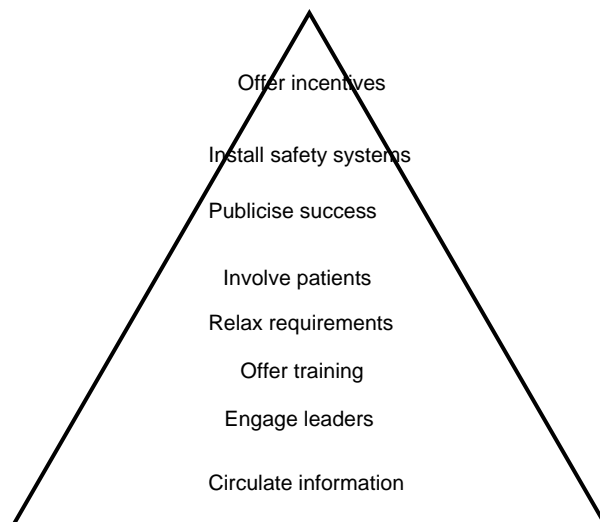 Offer incentives
Install safety systems
Publicise success
Involve patients
Relax requirements
Offer training
Engage leaders
Circulate information